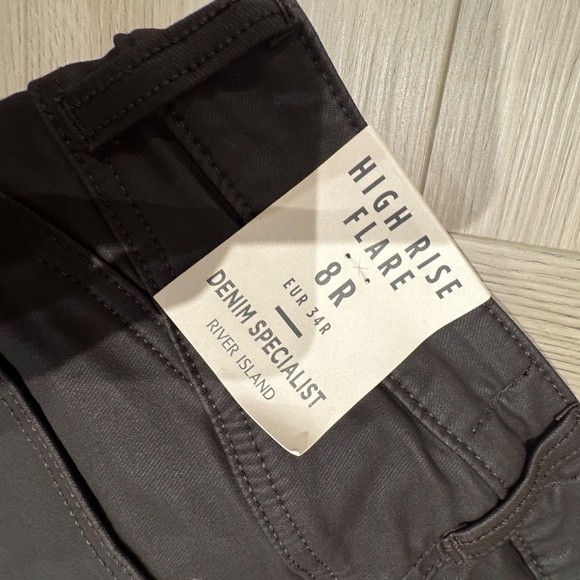 HIGH RISE
FLARE
8R
EUR 34R
DENIM SPECIALIST
RIVER ISLAND